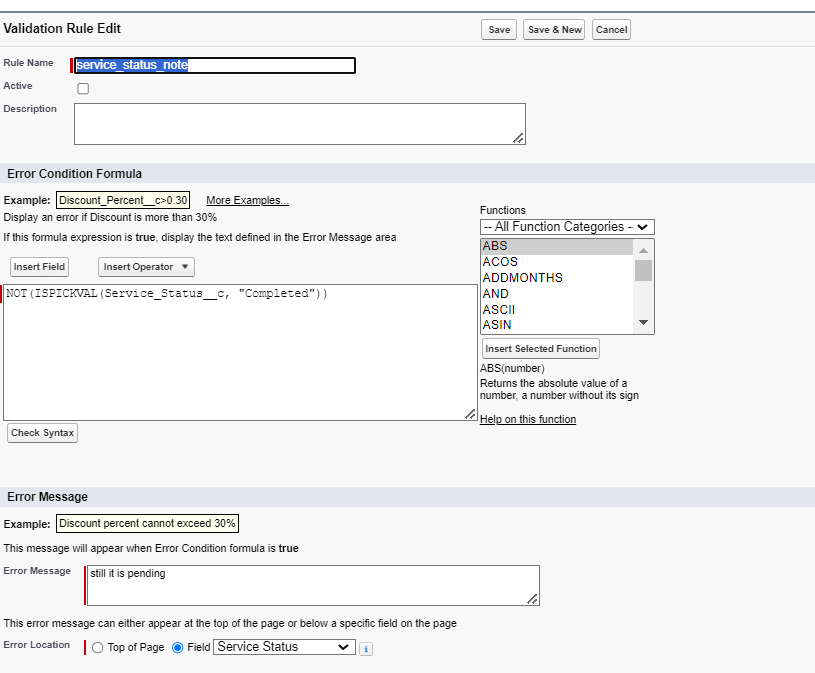 Validation Rule Edit
Save
Save & New
Cancel
Rule Name
service_status_note
Active
Description
Error Condition Formula
Example:
Discount_Percent__c>0.30
More Examples...
Display an error if Discount is more than 30%
If this formula expression is true, display the text defined in the Error Message area
Insert Field
Insert Operator
NOT(ISPICKVAL(Service_Status__c, "Completed"))
Functions
-- All Function Categories -
ABS
ACOS
ADDMONTHS
AND
ASCII
ASIN
Insert Selected Function
ABS(number)
Returns the absolute value of a
number, a number without its sign
Help on this function
Check Syntax
Error Message
Example:
Discount percent cannot exceed 30%
This message will appear when Error Condition formula is true
Error Message
still it is pending
This error message can either appear at the top of the page or below a specific field on the page
Error Location
Top of Page
Field
Service Status
i